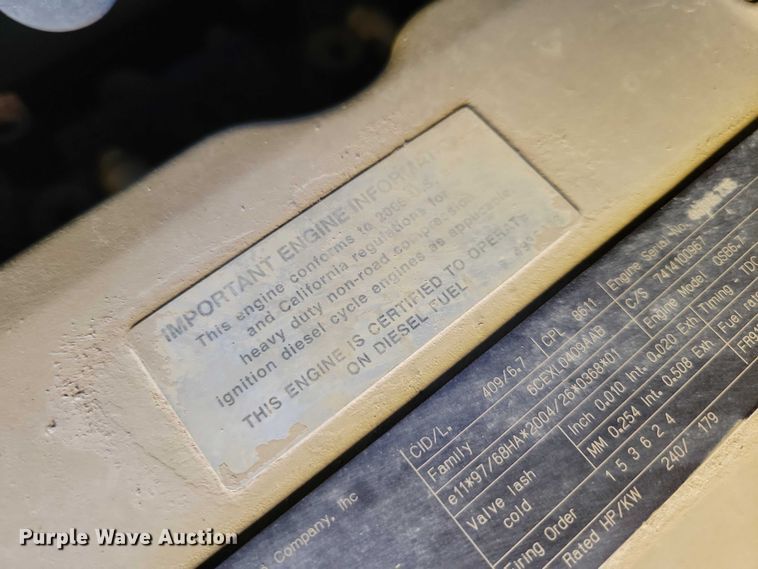 IMPORTANT ENGINE
This engine conforms to U.S.
and California regulations for
heavy duty non-road
ignition diesel cycle engines as applicable.
THIS ENGINE IS CERTIFIED TO OPERATE
ON DIESEL FUEL
Company, Inc
CID/L. 409/6.7 CPL 8611 Engine Serial No.
Family 6CEXL0409AAB C/S 7414100967
e11*97/68HA*2004/26*0368*01 Engine Model QSB6.7
Valve lash Inch 0.010 Int. 0.020 Exh Timing - TDC
cold MM 0.254 Int. 0.508 Exh Fuel rate
Firing Order 1 5 3 6 2 4
Rated HP/KW 240/ 179
Purple Wave Auction